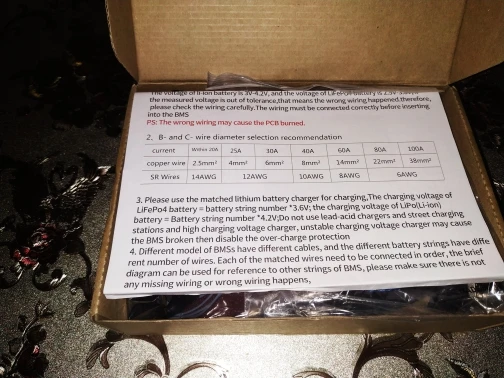 The voltage of li-ion battery is 3V-4.2V, and the voltage of LiFePo4 battery is 2.5V
the measured voltage is out of tolerance,that means the wrong wiring happened,therefore,
please check the wiring carefully.The wiring must be connected correctly before inserting
into the BMS
PS: The wrong wiring may cause the PCB burned.
2. B- and C- wire diameter selection recommendation
current Within 20A 25A 30A 40A 60A 80A 100A
copper wire 2.5mm² 4mm² 6mm² 8mm² 14mm² 22mm² 38mm²
SR Wires 14AWG 12AWG 10AWG 8AWG 6AWG
3. Please use the matched lithium battery charger for charging,The charging voltage of
LiFePo4 battery = battery string number *3.6V; the charging voltage of LiPo(Li-ion)
battery = Battery string number *4.2V;Do not use lead-acid chargers and street charging
stations and high charging voltage charger, unstable charging voltage charger may cause
the BMS broken then disable the over-charge protection
4. Different model of BMSs have different cables, and the different battery strings have diffe
rent number of wires. Each of the matched wires need to be connected in order, the brief
diagram can be used for reference to other strings of BMS, please make sure there is not
any missing wiring or wrong wiring happens,